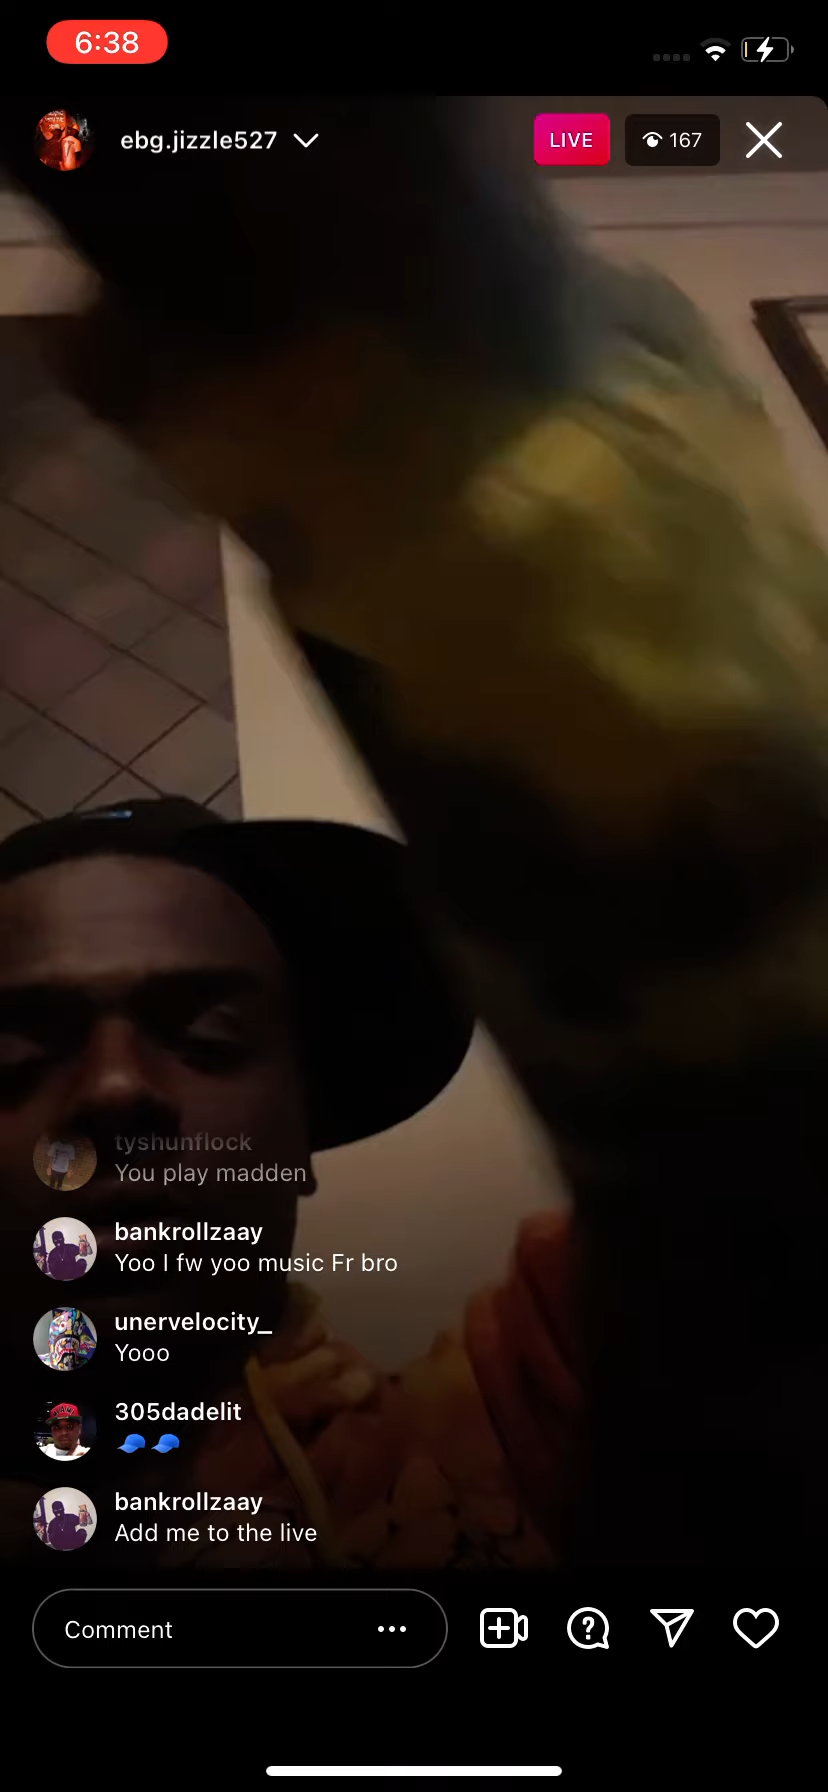 6:38
ebg.jizzle527
LIVE
167
tyshunflock
You play madden
bankrollzaay
Yoo I fw yoo music Fr bro
unervelocity_
Yooo
305dadelit
🧢 🧢
bankrollzaay
Add me to the live
Comment